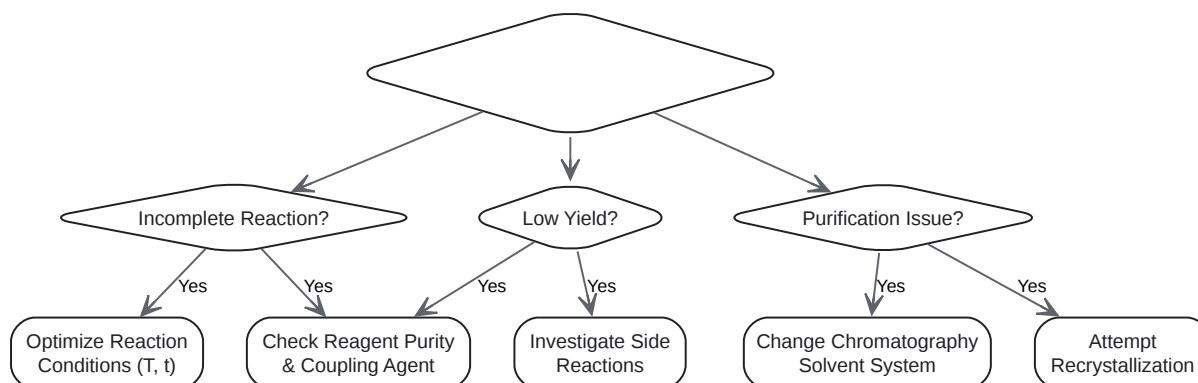 Incomplete Reaction?
Low Yield?
Purification Issue?
Yes
Yes
Yes
Yes
Yes
Yes
Optimize Reaction
Conditions (T, t)
Check Reagent Purity
& Coupling Agent
Investigate Side
Reactions
Change Chromatography
Solvent System
Attempt
Recrystallization